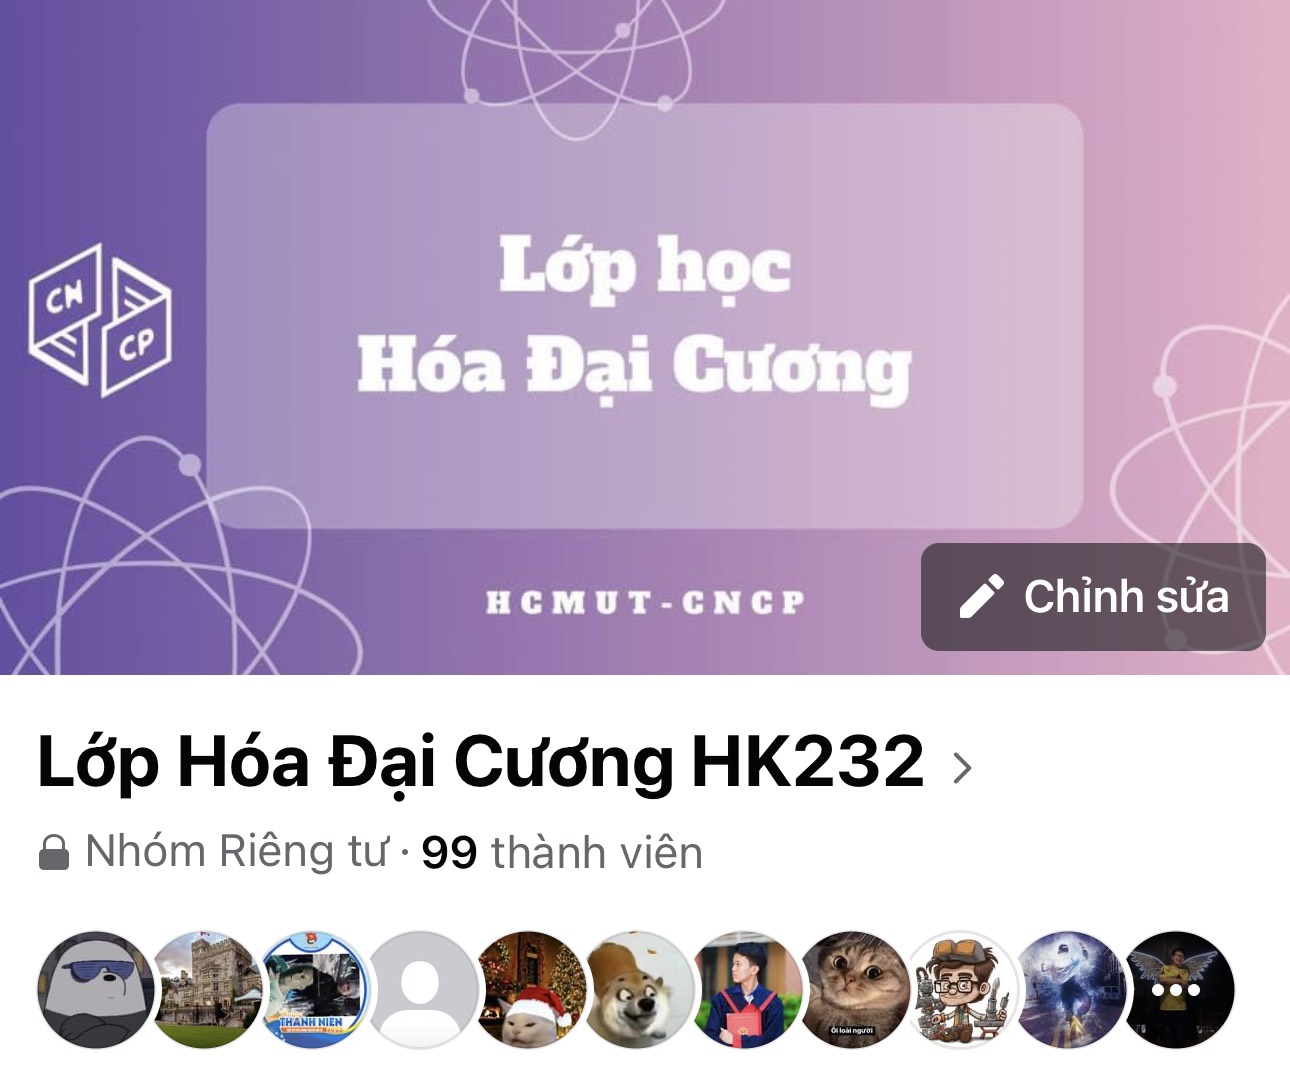 Lớp học
Hóa Đại Cương
CN
CP
HCMUT-CNCP
Chỉnh sửa
Lớp Hóa Đại Cương HK232
Nhóm Riêng tư · 99 thành viên
THANH NIÊN
Ôi loài người